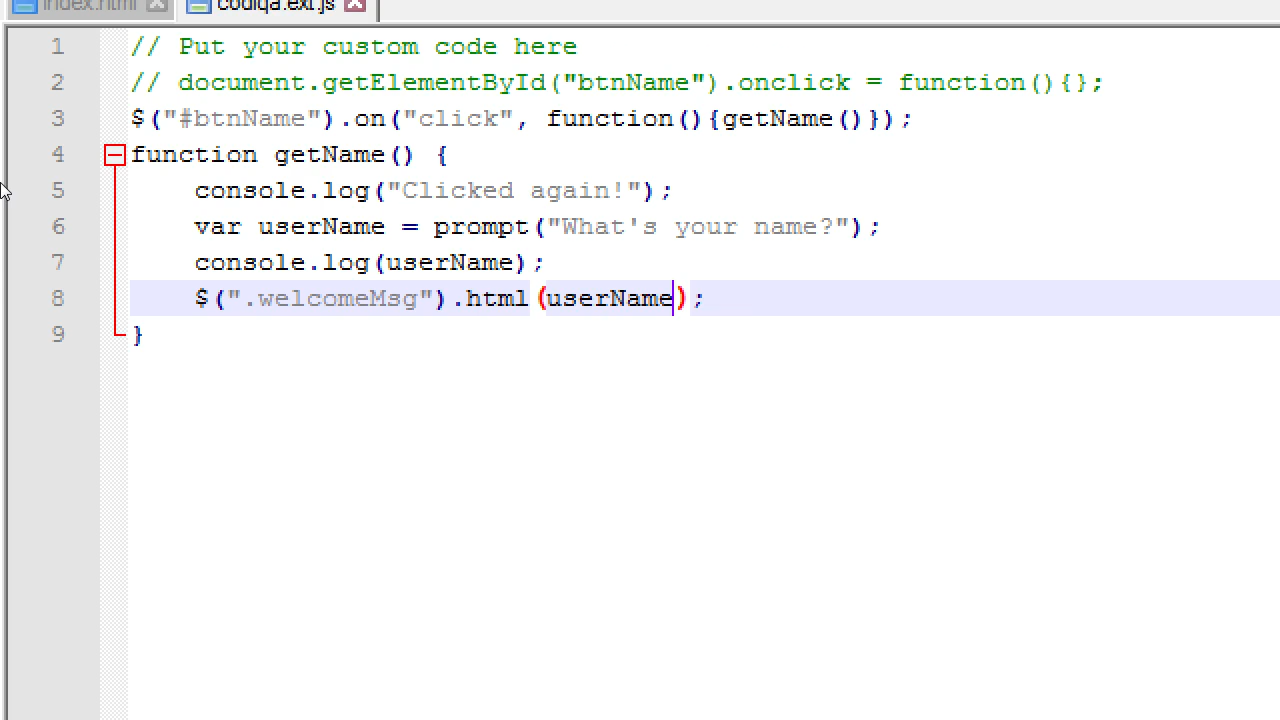 index.html codiqa.ext.js
1 // Put your custom code here
2 // document.getElementById("btnName").onclick = function(){};
3 $("#btnName").on("click", function(){getName()});
4 function getName() {
5 console.log("Clicked again!");
6 var userName = prompt("What's your name?");
7 console.log(userName);
8 $(".welcomeMsg").html(userName);
9 }